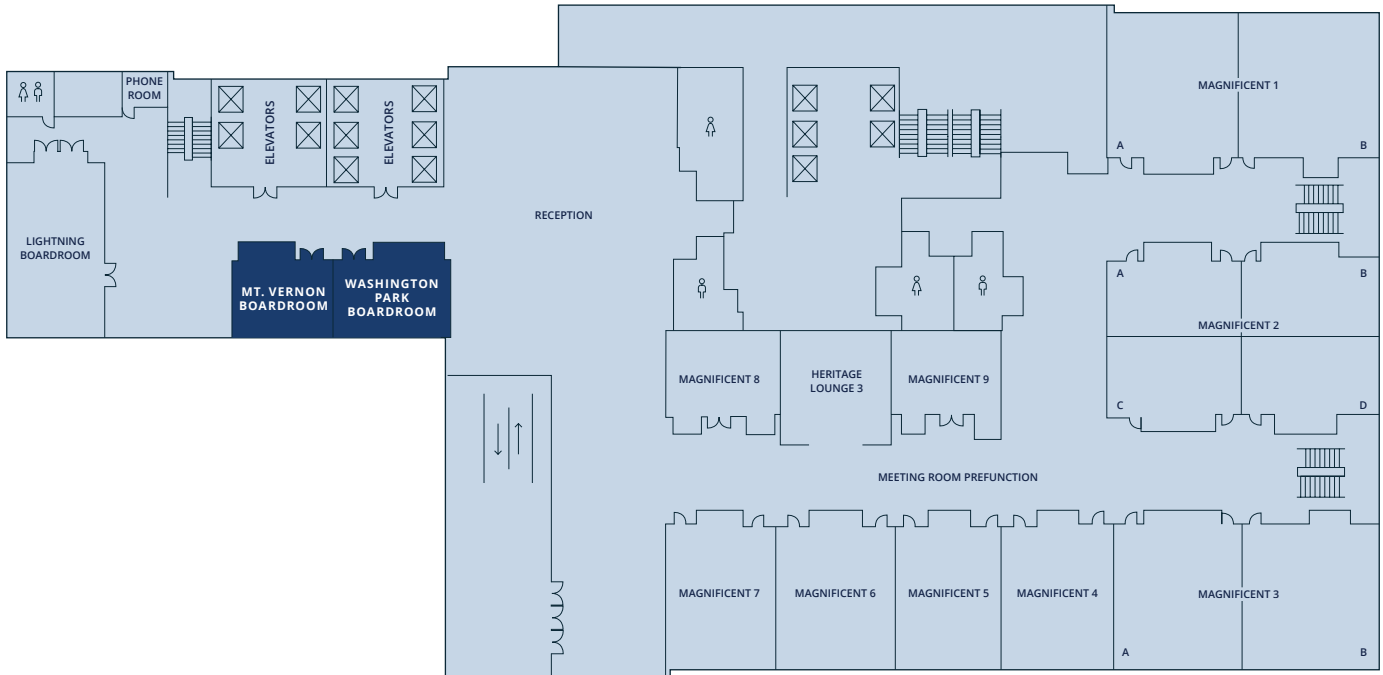 PHONE
ROOM
ELEVATORS
ELEVATORS
MAGNIFICENT 1
A
B
RECEPTION
LIGHTNING
BOARDROOM
MT. VERNON
BOARDROOM
WASHINGTON
PARK
BOARDROOM
A
B
MAGNIFICENT 2
C
D
MAGNIFICENT 8
HERITAGE
LOUNGE 3
MAGNIFICENT 9
MEETING ROOM PREFUNCTION
MAGNIFICENT 7
MAGNIFICENT 6
MAGNIFICENT 5
MAGNIFICENT 4
MAGNIFICENT 3
A
B